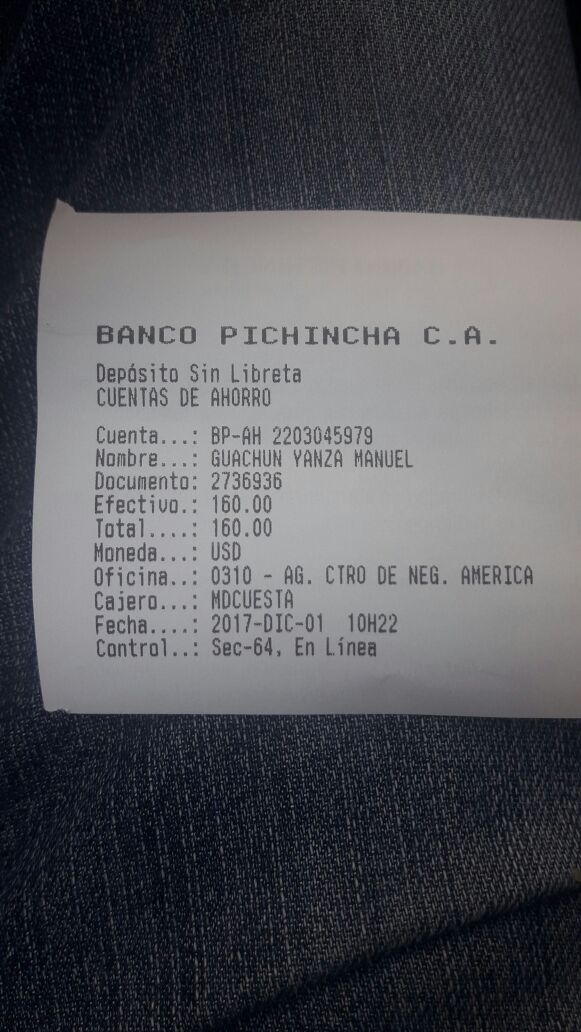 BANCO PICHINCHA C.A.
Depósito Sin Libreta
CUENTAS DE AHORRO
Cuenta...: BP-AH 2203045979
Nombre...: GUACHUN YANZA MANUEL
Documento: 2736936
Efectivo.: 160.00
Total....: 160.00
Moneda...: USD
Oficina..: 0310 - AG. CTRO DE NEG. AMERICA
Cajero...: MDCUESTA
Fecha....: 2017-DIC-01 10H22
Control..: Sec-64, En Línea